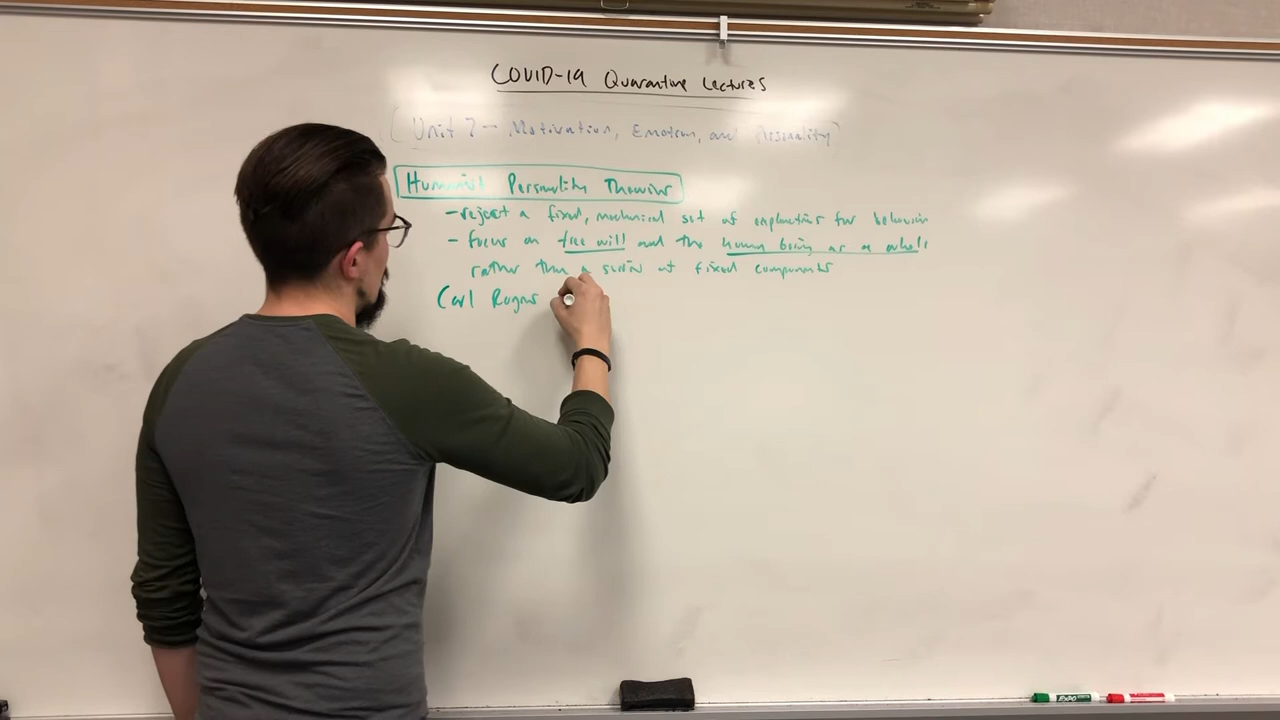 COVID-19 Quarantine Lectures
(Unit 7 - Motivation, Emotion, and Personality)
Humanist Personality Theories
- reject a fixed, mechanical set of explanations for behavior
- focus on free will and the human being as a whole
rather than a series of fixed components
Carl Rogers
EXPO